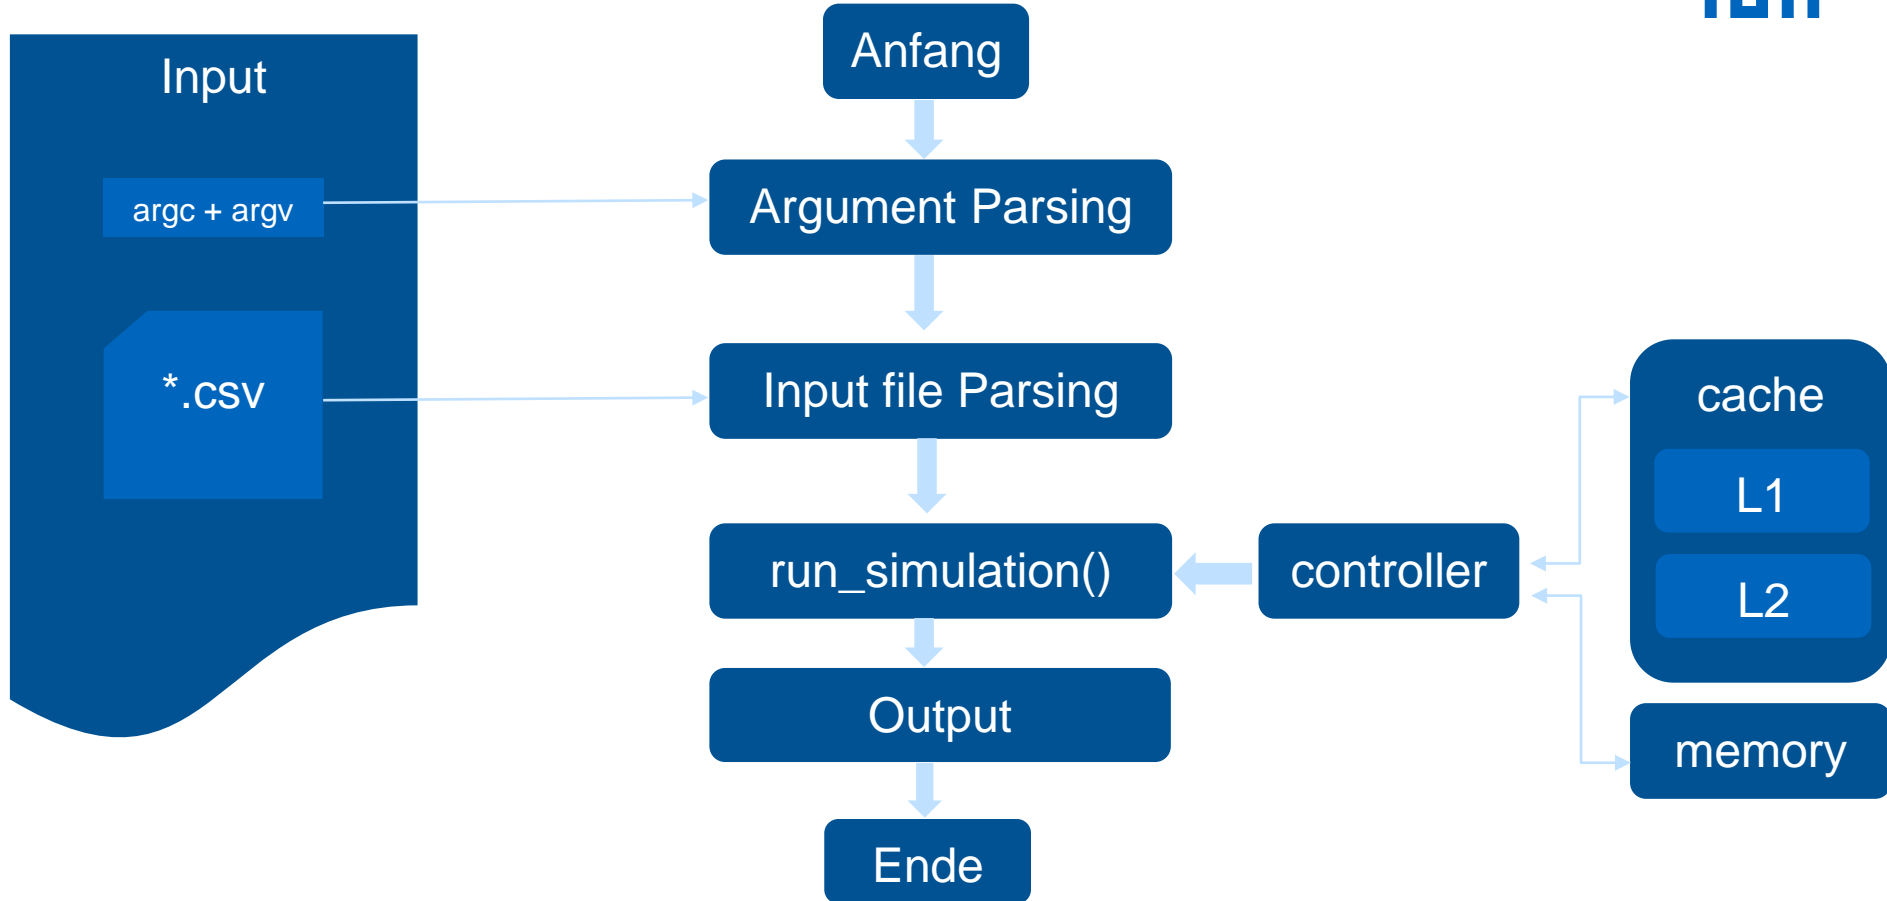 Input
argc + argv
*.csv
Anfang
Argument Parsing
Input file Parsing
run_simulation()
Output
Ende
controller
cache
L1
L2
memory